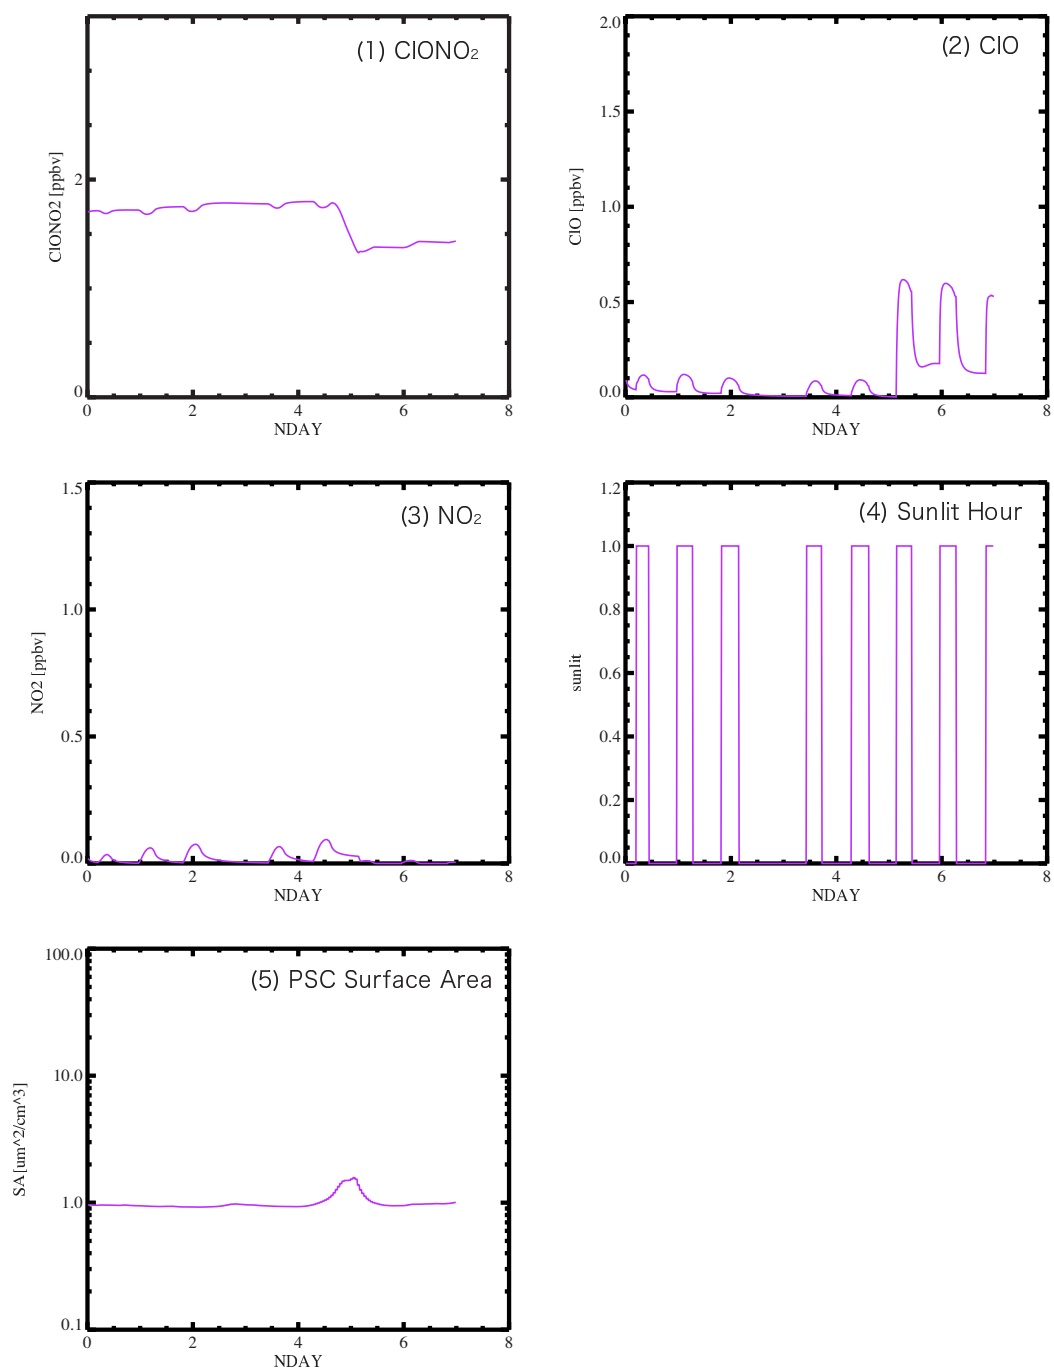 (1) ClONO₂
ClONO2 [ppbv]
2
0
0 2 4 6 8
NDAY
(2) ClO
ClO [ppbv]
2.0
1.5
1.0
0.5
0.0
0 2 4 6 8
NDAY
(3) NO₂
NO2 [ppbv]
1.5
1.0
0.5
0.0
0 2 4 6 8
NDAY
(4) Sunlit Hour
sunlit
1.2
1.0
0.8
0.6
0.4
0.2
0.0
0 2 4 6 8
NDAY
(5) PSC Surface Area
SA[um^2/cm^3]
100.0
10.0
1.0
0.1
0 2 4 6 8
NDAY